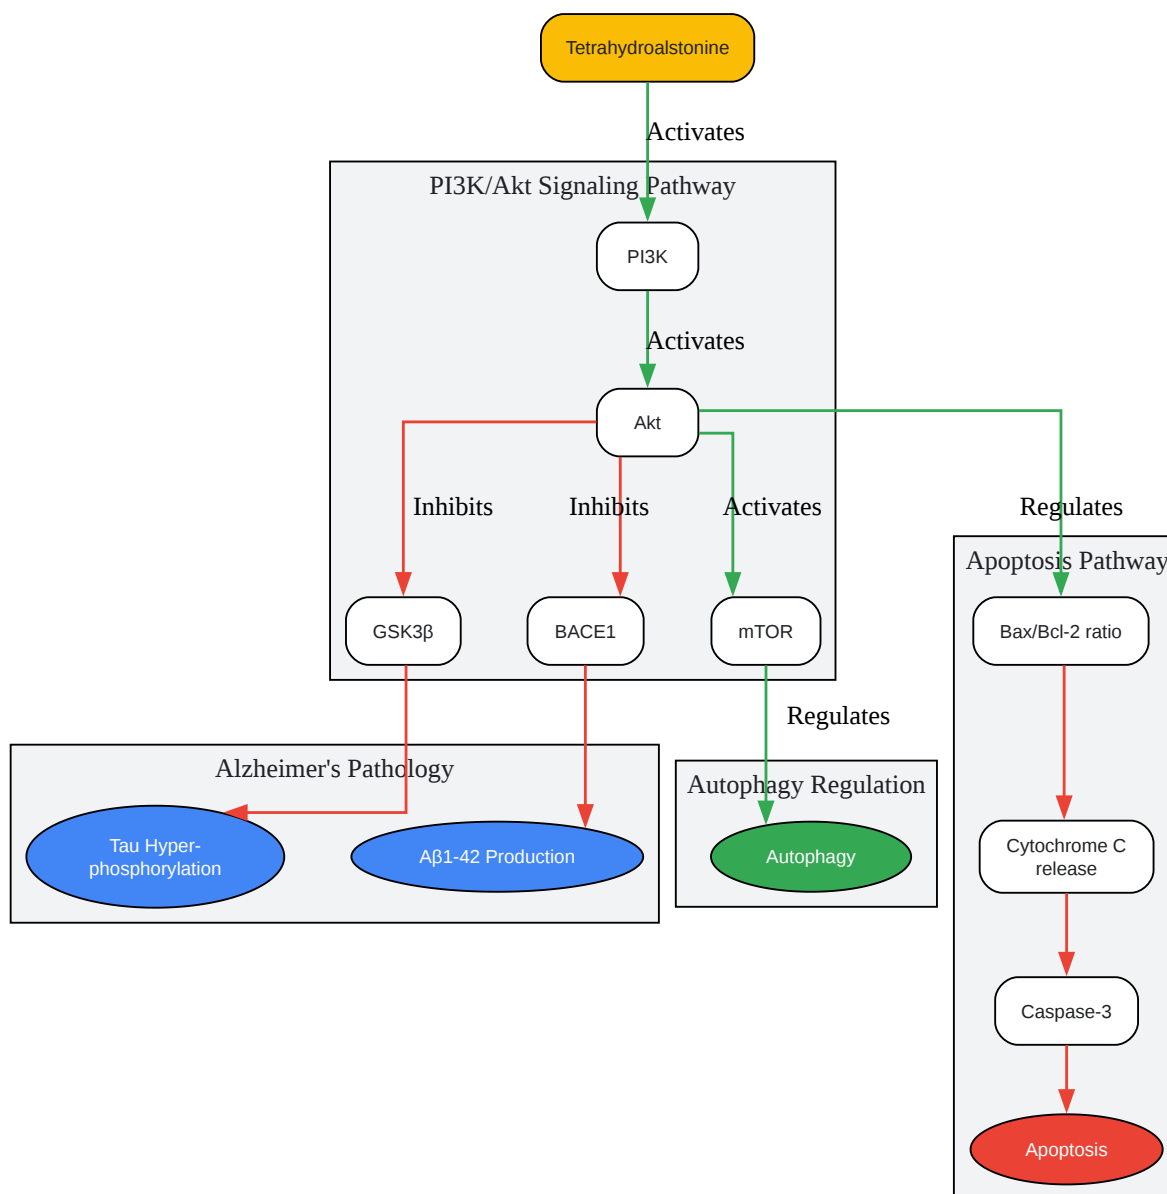 Tetrahydroalstonine
Activates
PI3K/Akt Signaling Pathway
PI3K
Activates
Akt
Inhibits
Inhibits
Activates
Regulates
Apoptosis Pathway
GSK3β
BACE1
mTOR
Bax/Bcl-2 ratio
Regulates
Alzheimer's Pathology
Autophagy Regulation
Tau Hyper-
phosphorylation
Aβ1-42 Production
Autophagy
Cytochrome C
release
Caspase-3
Apoptosis